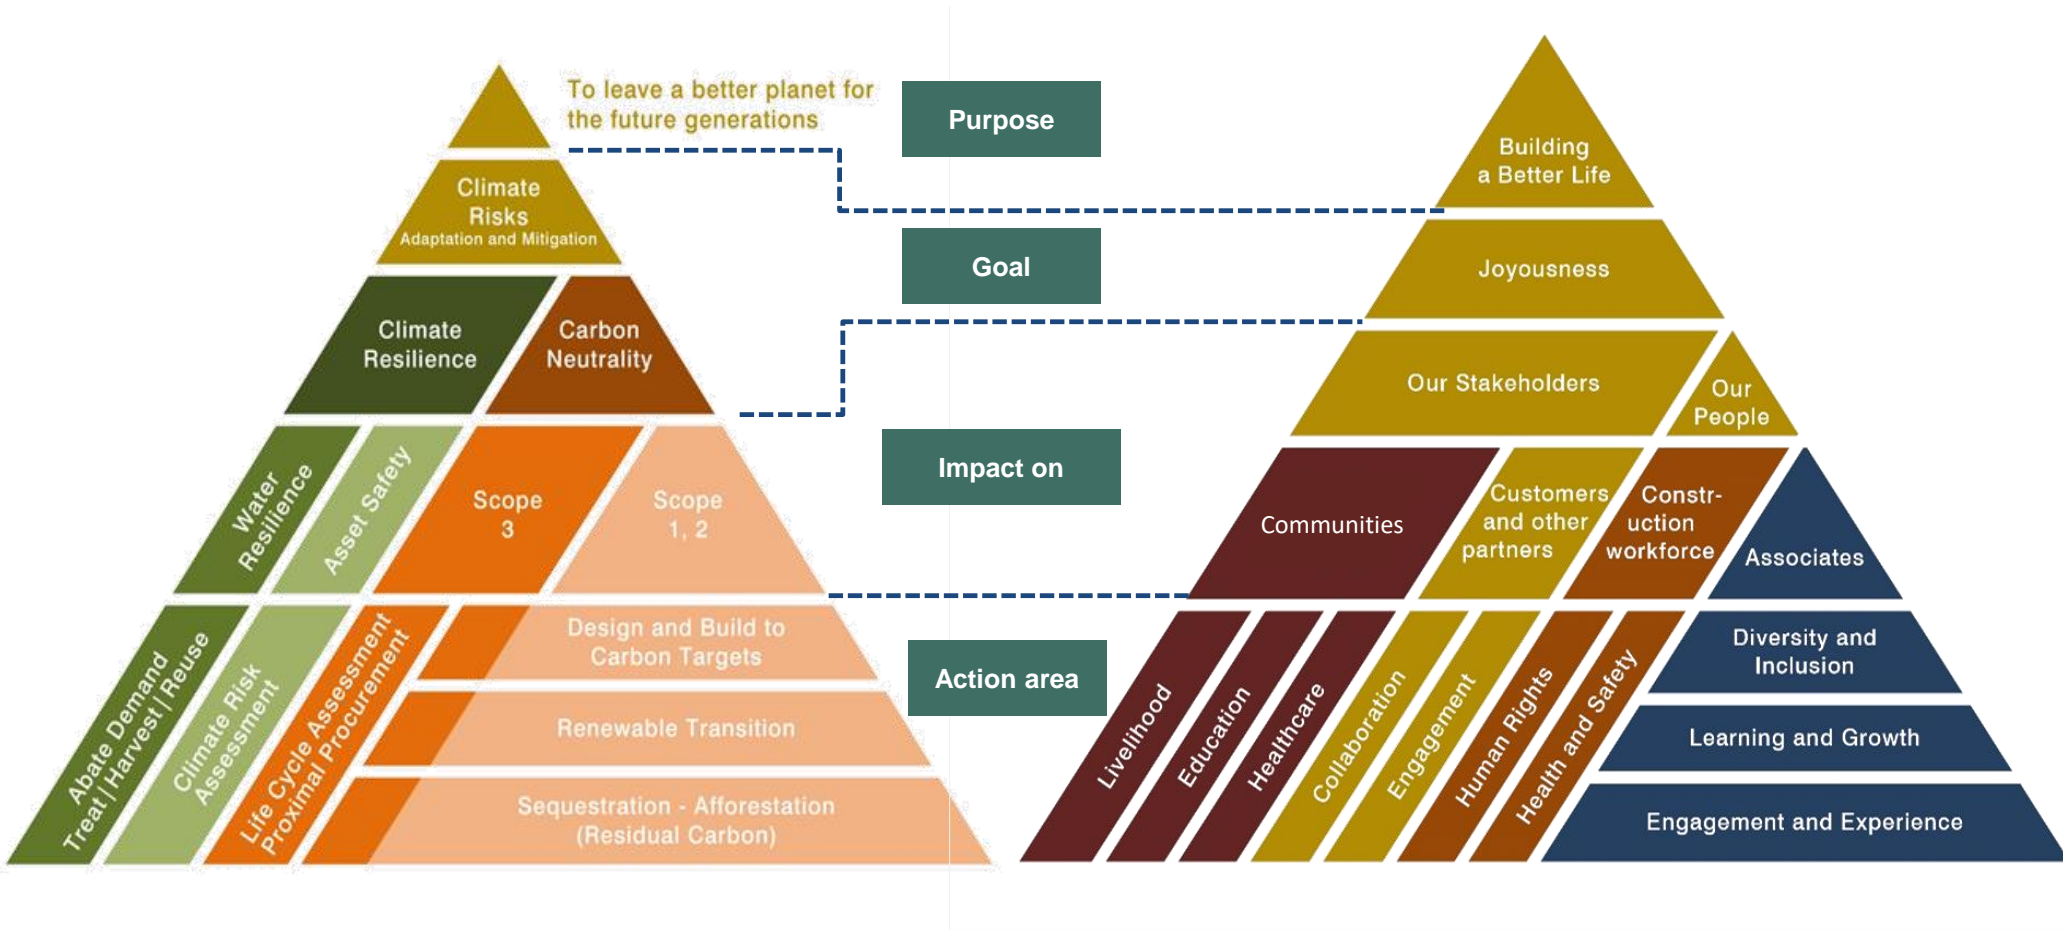 To leave a better planet for
the future generations
Climate
Risks
Adaptation and Mitigation
Climate
Resilience
Carbon
Neutrality
Water
Resilience
Asset Safety
Scope
3
Scope
1, 2
Abate Demand
Treat | Harvest | Reuse
Climate Risk
Assessment
Life Cycle Assessment
Proximal Procurement
Design and Build to
Carbon Targets
Renewable Transition
Sequestration - Afforestation
(Residual Carbon)
Purpose
Goal
Impact on
Action area
Building
a Better Life
Joyousness
Our Stakeholders
Our
People
Communities
Customers
and other
partners
Constr-
uction
workforce
Associates
Livelihood
Education
Healthcare
Collaboration
Engagement
Human Rights
Health and Safety
Diversity and
Inclusion
Learning and Growth
Engagement and Experience